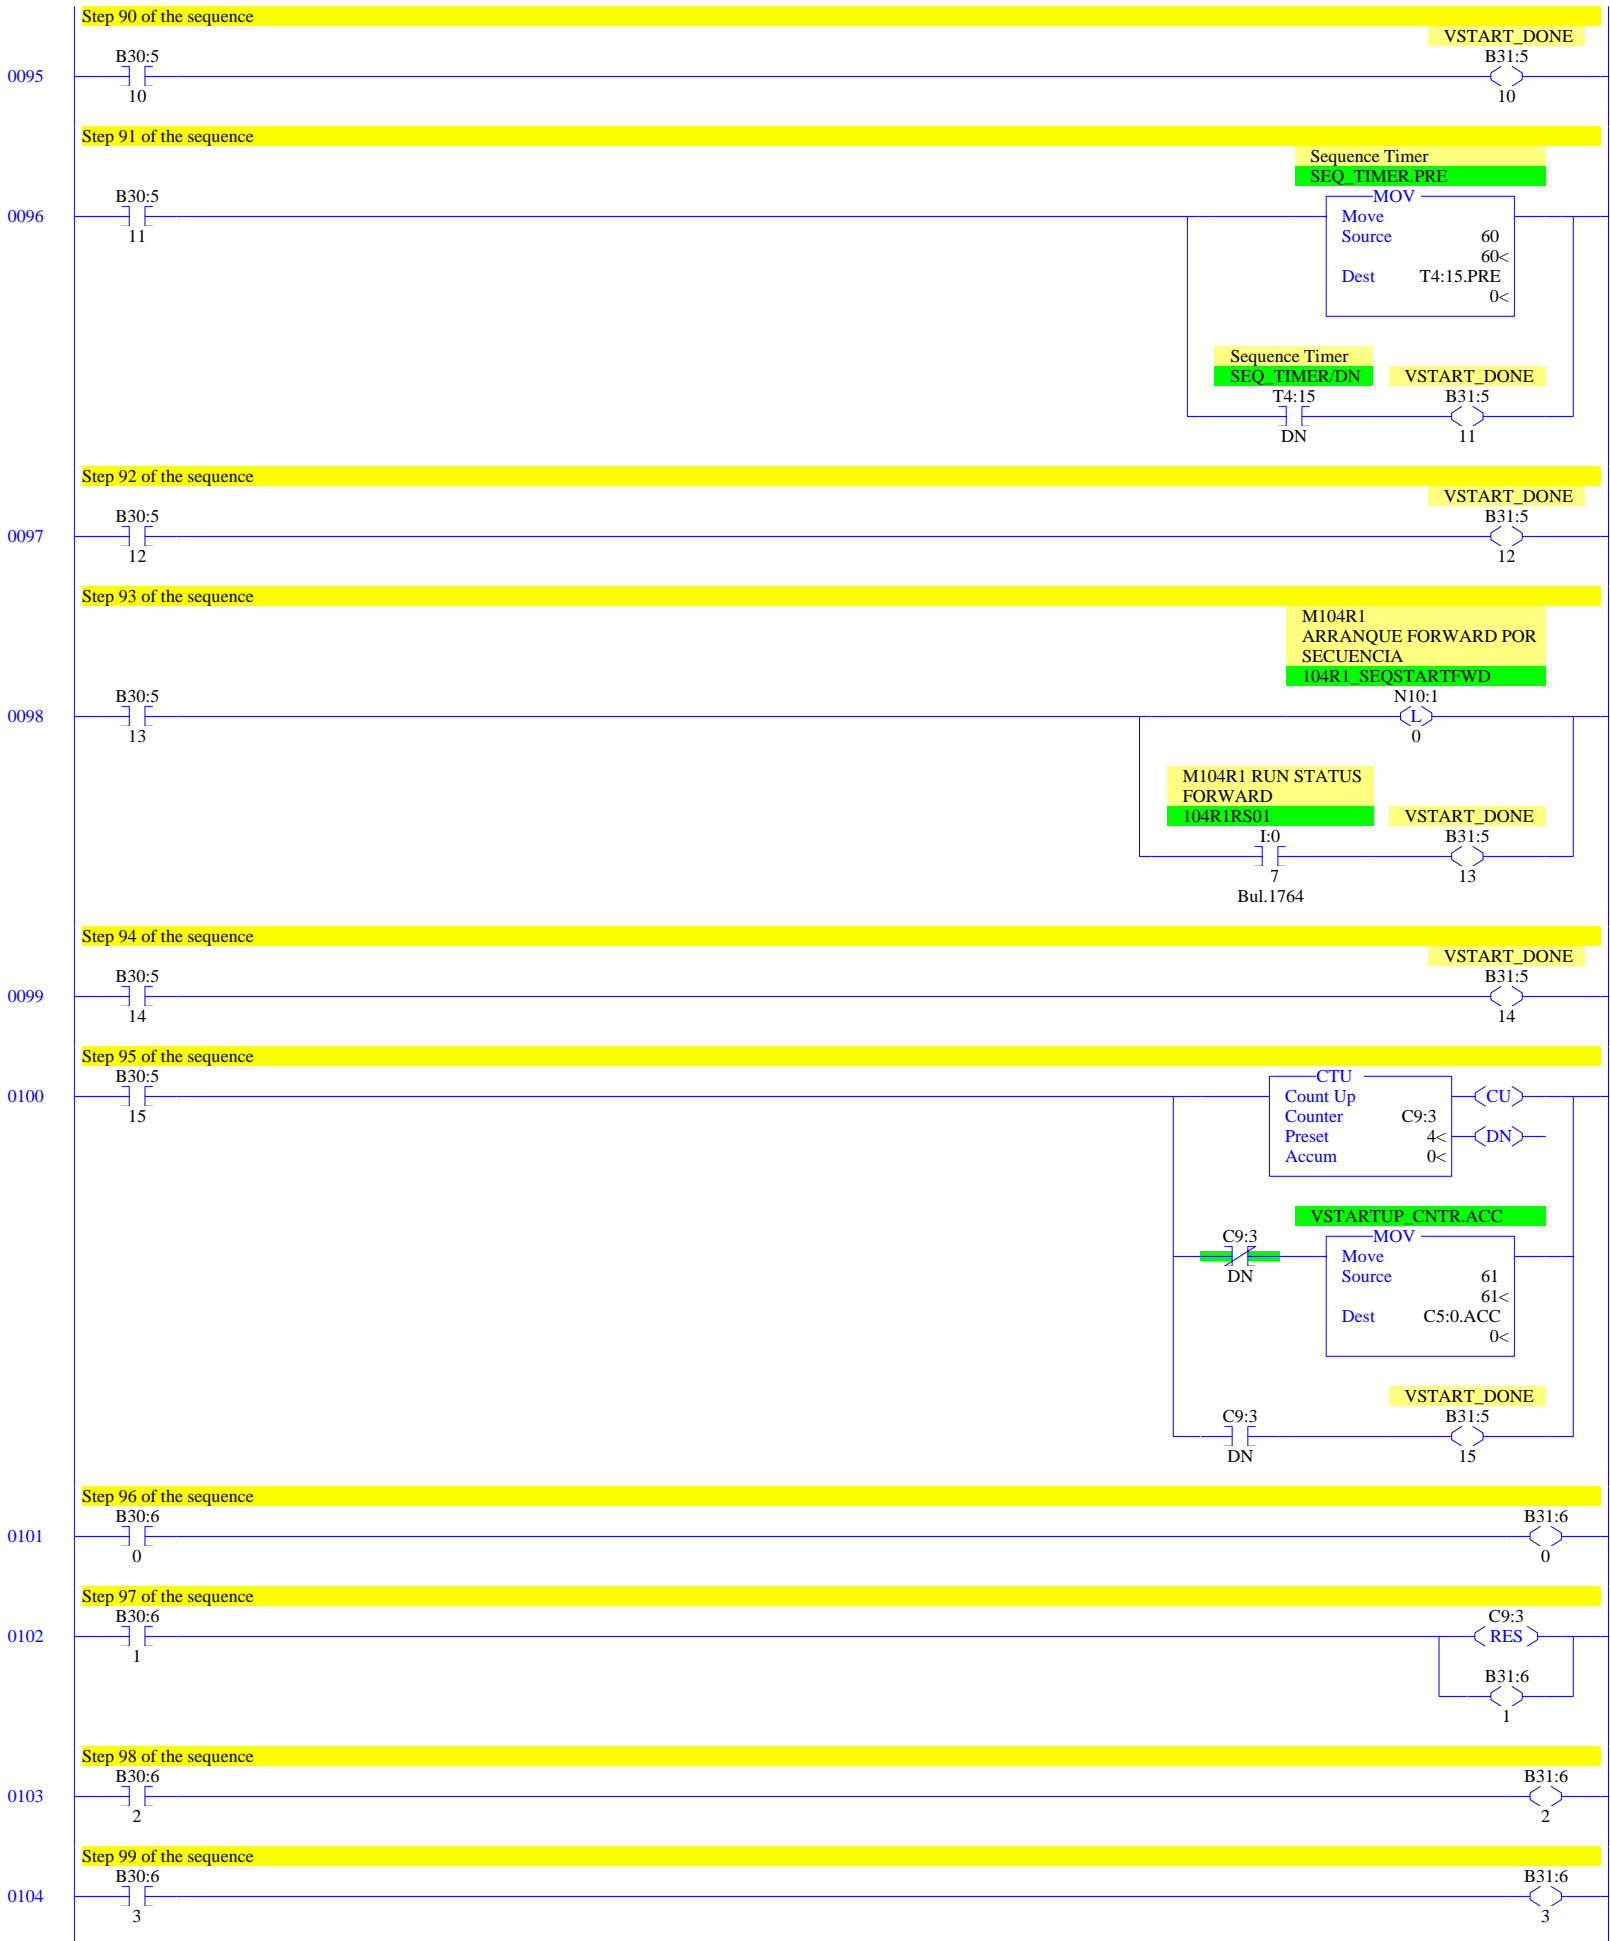 Step 90 of the sequence
VSTART_DONE
B30:5
B31:5
0095
10
10
Step 91 of the sequence
Sequence Timer
SEQ_TIMER.PRE
B30:5
MOV
0096
Move
11
Source 60
60<
Dest T4:15.PRE
0<
Sequence Timer
SEQ_TIMER/DN
VSTART_DONE
T4:15
B31:5
DN
11
Step 92 of the sequence
VSTART_DONE
B30:5
B31:5
0097
12
12
Step 93 of the sequence
M104R1
ARRANQUE FORWARD POR
SECUENCIA
104R1_SEQSTARTFWD
B30:5
N10:1
0098
L
13
0
M104R1 RUN STATUS
FORWARD
104R1RS01
VSTART_DONE
I:0
B31:5
7
13
Bul.1764
Step 94 of the sequence
VSTART_DONE
B30:5
B31:5
0099
14
14
Step 95 of the sequence
B30:5
CTU
0100
Count Up
CU
15
Counter C9:3
Preset 4<
DN
Accum 0<
VSTARTUP_CNTR.ACC
C9:3
MOV
Move
DN
Source 61
61<
Dest C5:0.ACC
0<
VSTART_DONE
C9:3
B31:5
DN
15
Step 96 of the sequence
B30:6
B31:6
0101
0
0
Step 97 of the sequence
B30:6
C9:3
0102
RES
1
B31:6
1
Step 98 of the sequence
B30:6
B31:6
0103
2
2
Step 99 of the sequence
B30:6
B31:6
0104
3
3